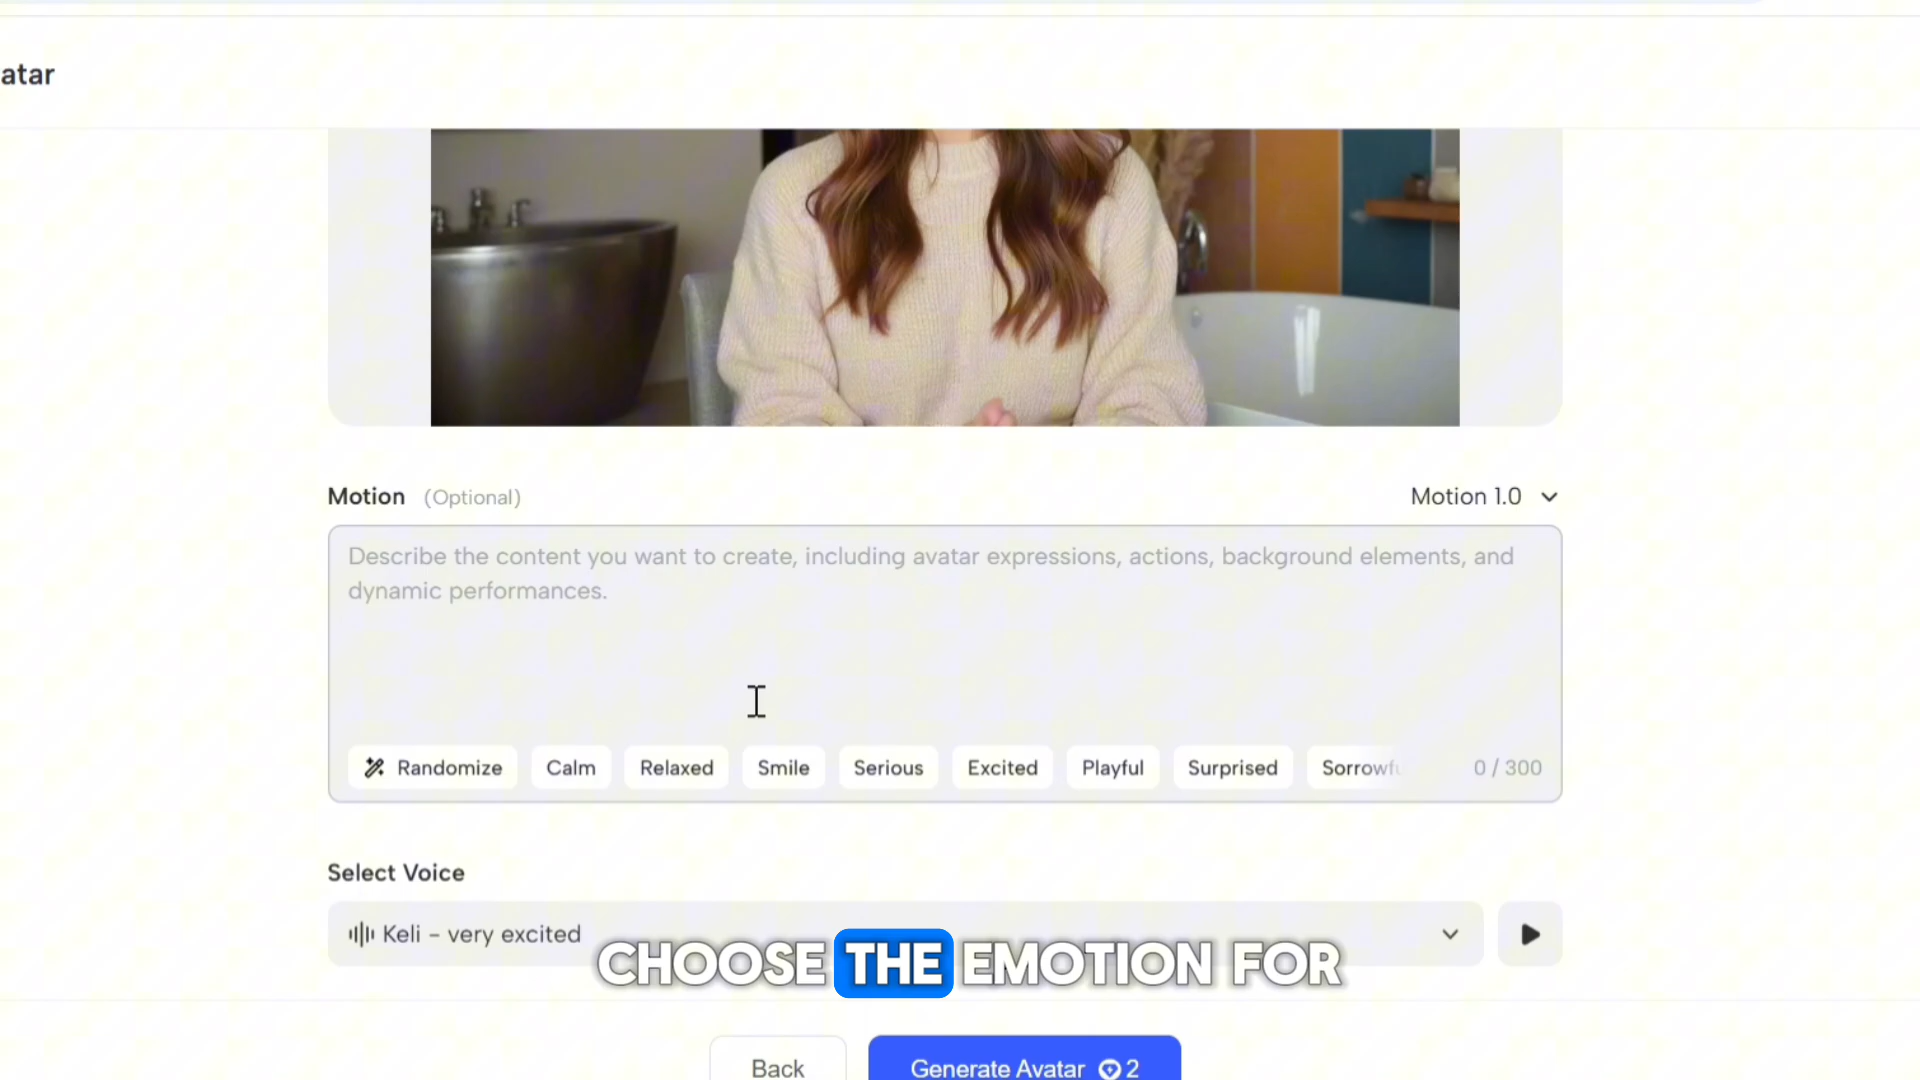 atar
Motion (Optional)
Motion 1.0
Describe the content you want to create, including avatar expressions, actions, background elements, and
dynamic performances.
Randomize Calm Relaxed Smile Serious Excited Playful Surprised Sorrowfu 0 / 300
Select Voice
Keli - very excited
CHOOSE THE EMOTION FOR
Back Generate Avatar 2